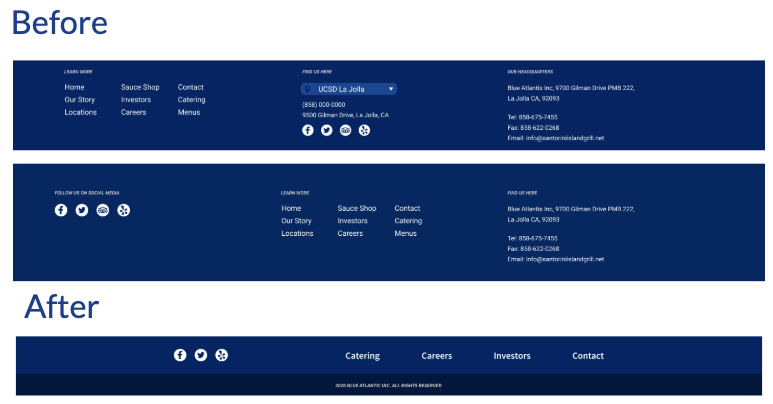 Before
LEARN MORE
Home Sauce Shop Contact
Our Story Investors Catering
Locations Careers Menus
FIND US HERE
UCSD La Jolla
(858) 000-0000
9500 Gilman Drive, La Jolla, CA
OUR HEADQUARTERS
Blue Atlantis Inc, 9700 Gilman Drive PMB 222,
La Jolla CA, 92093
Tel: 858-675-7455
Fax: 858-622-0268
Email: info@santoriniislandgrill.net
FOLLOW US ON SOCIAL MEDIA
LEARN MORE
Home Sauce Shop Contact
Our Story Investors Catering
Locations Careers Menus
FIND US HERE
Blue Atlantis Inc, 9700 Gilman Drive PMB 222,
La Jolla CA, 92093
Tel: 858-675-7455
Fax: 858-622-0268
Email: info@santoriniislandgrill.net
After
Catering Careers Investors Contact
2020 BLUE ATLANTIC INC. ALL RIGHTS RESERVED